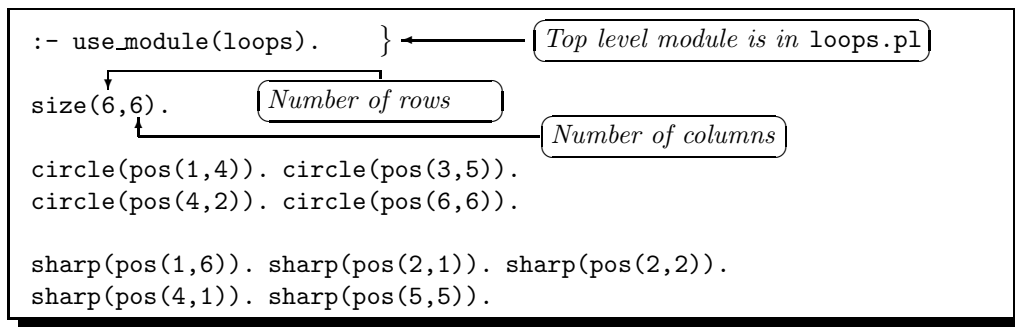 :- use_module(loops). } Top level module is in loops.pl
size(6,6). Number of rows
Number of columns
circle(pos(1,4)). circle(pos(3,5)).
circle(pos(4,2)). circle(pos(6,6)).
sharp(pos(1,6)). sharp(pos(2,1)). sharp(pos(2,2)).
sharp(pos(4,1)). sharp(pos(5,5)).